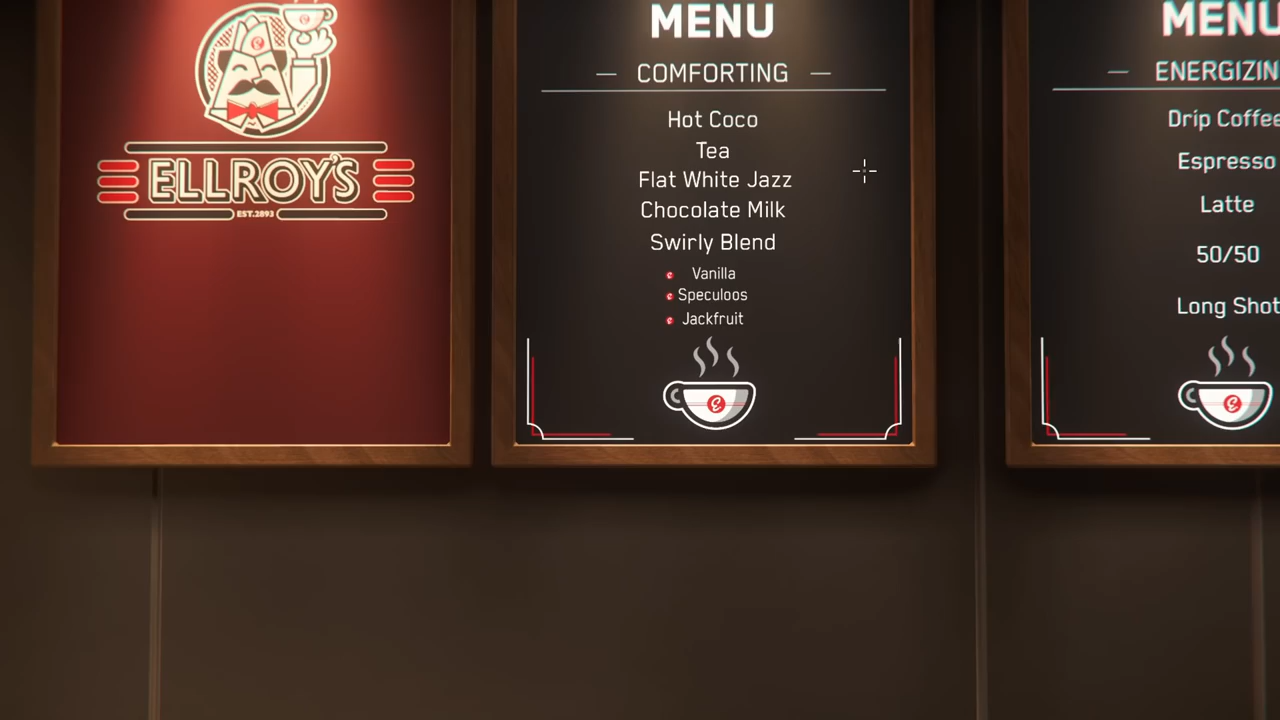 ELLROY'S
EST.2893
MENU
COMFORTING
Hot Coco
Tea
Flat White Jazz
Chocolate Milk
Swirly Blend
Vanilla
Speculoos
Jackfruit
MENU
ENERGIZIN
Drip Coffee
Espresso
Latte
50/50
Long Shot